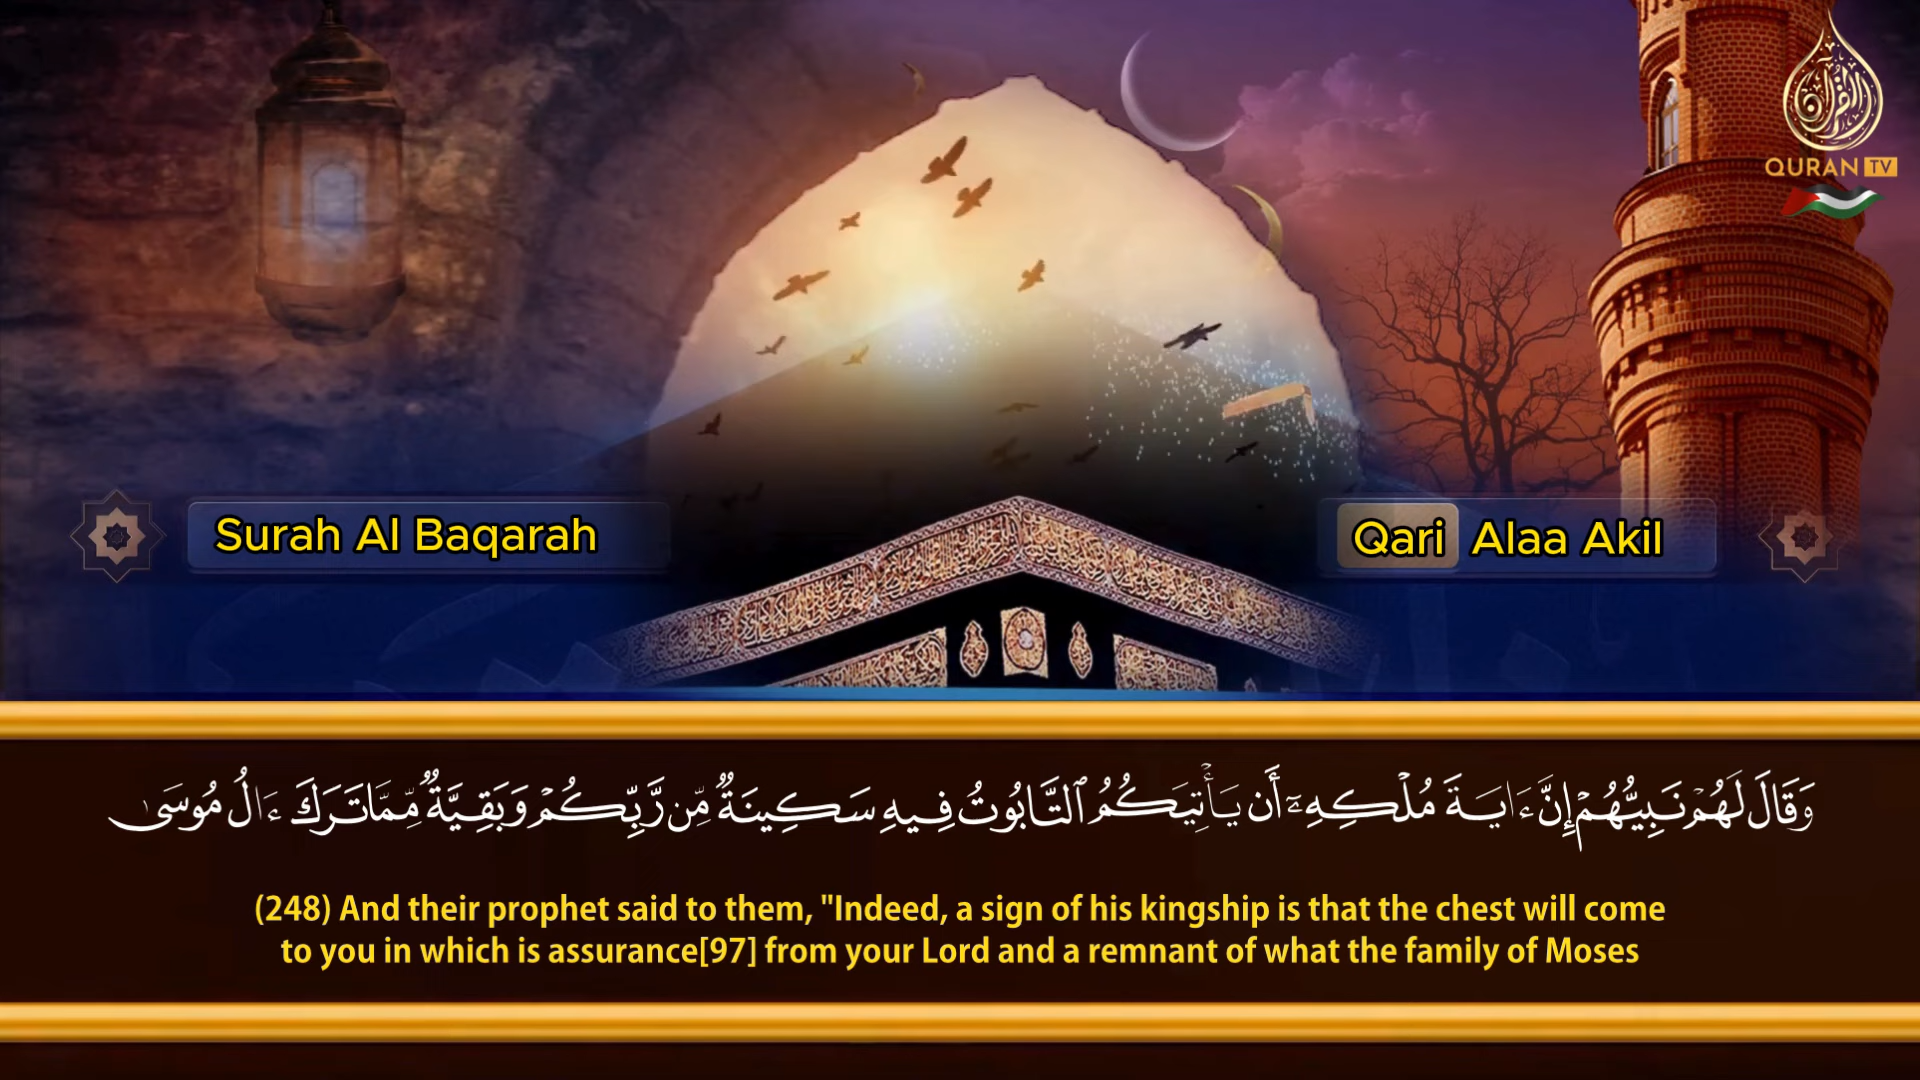 القرآن
QURAN TV
Surah Al Baqarah
Qari Alaa Akil
وَقَالَ لَهُمْ نَبِيُّهُمْ إِنَّ ءَايَةَ مُلْكِهِۦٓ أَن يَأْتِيَكُمُ ٱلتَّابُوتُ فِيهِ سَكِينَةٌ مِّن رَّبِّكُمْ وَبَقِيَّةٌ مِّمَّا تَرَكَ ءَالُ مُوسَىٰ
(248) And their prophet said to them, "Indeed, a sign of his kingship is that the chest will come
to you in which is assurance[97] from your Lord and a remnant of what the family of Moses